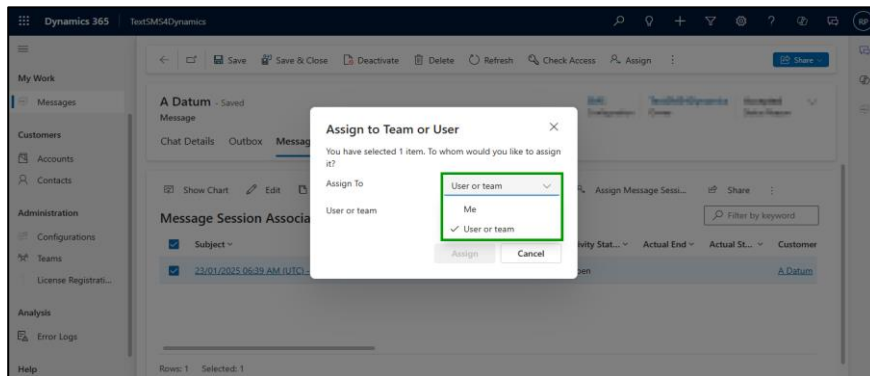 Dynamics 365 TextSMS4Dynamics RP
Save Save & Close Deactivate Delete Refresh Check Access Assign Share
My Work
Messages
Customers
Accounts
Contacts
Administration
Configurations
Teams
License Registrati...
Analysis
Error Logs
Help
A Datum - Saved
Message
Chat Details Outbox Messag
Show Chart Edit Assign Message Sessi... Share
Message Session Associa Filter by keyword
Subject ivity Stat... Actual End Actual St... Customer
23/01/2025 06:39 AM (UTC) - pen A Datum
Rows: 1 Selected: 1
Assign to Team or User
You have selected 1 item. To whom would you like to assign
it?
Assign To User or team
Me
User or team
User or team
Assign Cancel